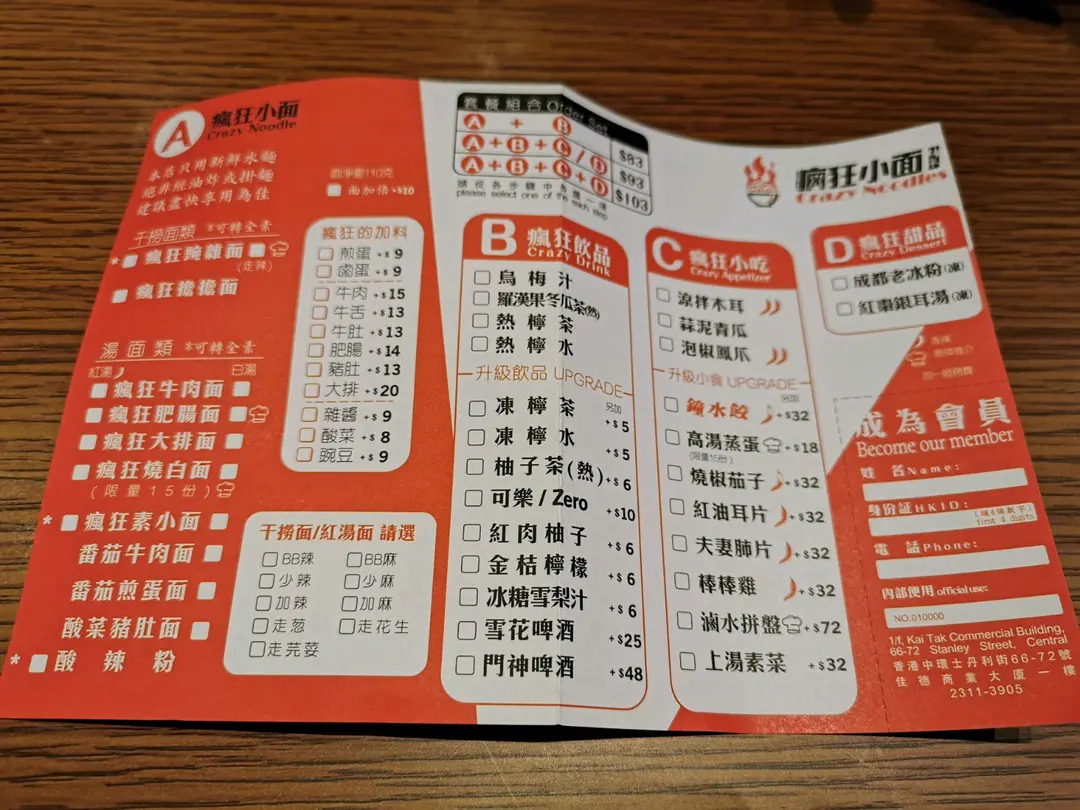 A 瘋狂小面
Crazy Noodle
本店只用新鮮水麵
絕非經油炸或掛麵
建議盡快享用為佳
面淨重110克
面加倍+$10
干撈面類 *可轉全素
* 瘋狂豌雜面
(走辣)
瘋狂擔擔面
湯面類 *可轉全素
紅湯 白湯
瘋狂牛肉面
瘋狂肥腸面
瘋狂大排面
瘋狂燒白面
(限量15份)
* 瘋狂素小面
番茄牛肉面
番茄煎蛋面
酸菜豬肚面
* 酸辣粉
瘋狂的加料
煎蛋 +$9
鹵蛋 +$9
牛肉 +$15
牛舌 +$13
牛肚 +$13
肥腸 +$14
豬肚 +$13
大排 +$20
雜醬 +$9
酸菜 +$8
豌豆 +$9
干撈面/紅湯面 請選
BB辣 BB麻
少辣 少麻
加辣 加麻
走葱 走花生
走芫荽
套餐組合 Order Set
A + B $83
A+B+C/D $93
A+B+C+D $103
請從各步驟中各選一項
please select one of the each step
B 瘋狂飲品
Crazy Drink
烏梅汁
羅漢果冬瓜茶(熱)
熱檸茶
熱檸水
升級飲品 UPGRADE
另加
凍檸茶 +$5
凍檸水 +$5
柚子茶(熱) +$6
可樂/Zero +$10
紅肉柚子 +$6
金桔檸檬 +$6
冰糖雪梨汁 +$6
雪花啤酒 +$25
門神啤酒 +$48
C 瘋狂小吃
Crazy Appetizer
涼拌木耳
蒜泥青瓜
泡椒鳳爪
升級小食 UPGRADE
另加
鐘水餃 +$32
高湯蒸蛋 +$18
(限量15份)
燒椒茄子 +$32
紅油耳片 +$32
夫妻肺片 +$32
棒棒雞 +$32
滷水拼盤 +$72
上湯素菜 +$32
瘋狂小面
Crazy Noodles
D 瘋狂甜品
Crazy Dessert
成都老冰粉(凍)
紅棗銀耳湯(凍)
香辣
廚師推介
加一服務費
成為會員
Become our member
姓 名Name:
身份証HKID:
(頭4個數字)
first 4 digits
電 話Phone:
內部使用 official use:
NO.010000
1/f, Kai Tak Commercial Building,
66-72 Stanley Street, Central
香港中環士丹利街66-72號
佳德商業大廈一樓
2311-3905